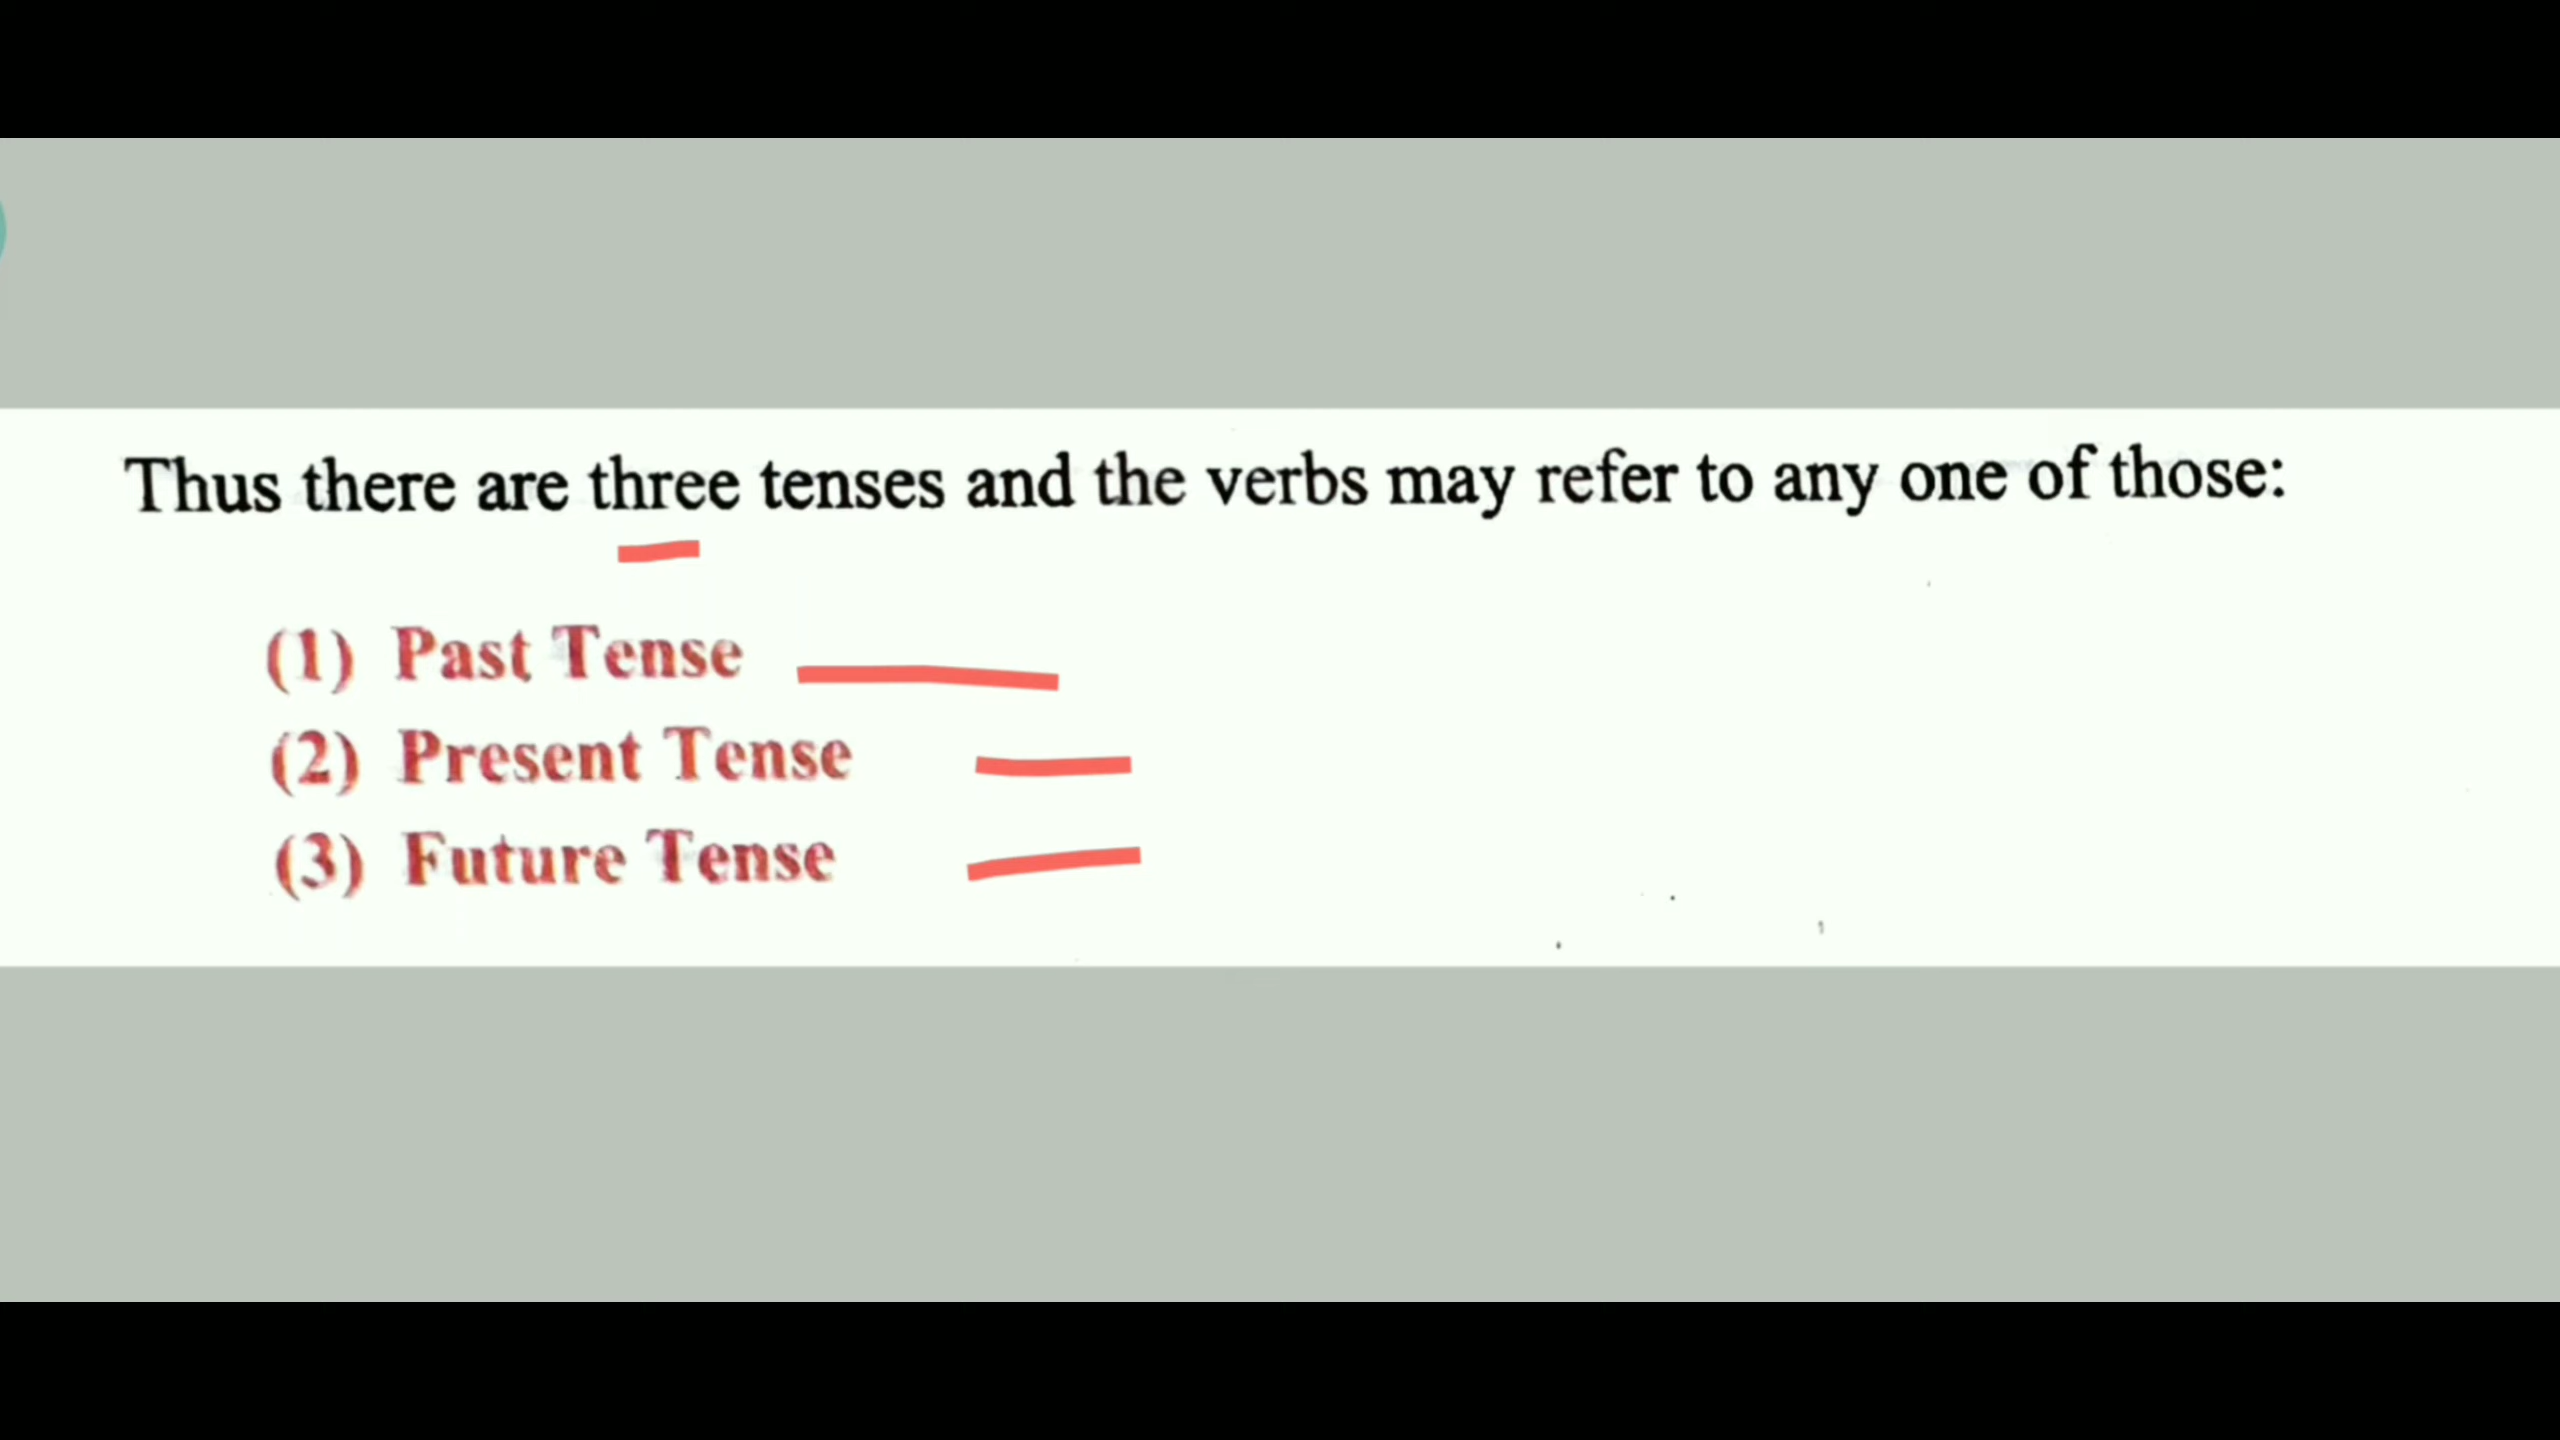 Thus there are three tenses and the verbs may refer to any one of those:
(1) Past Tense
(2) Present Tense
(3) Future Tense